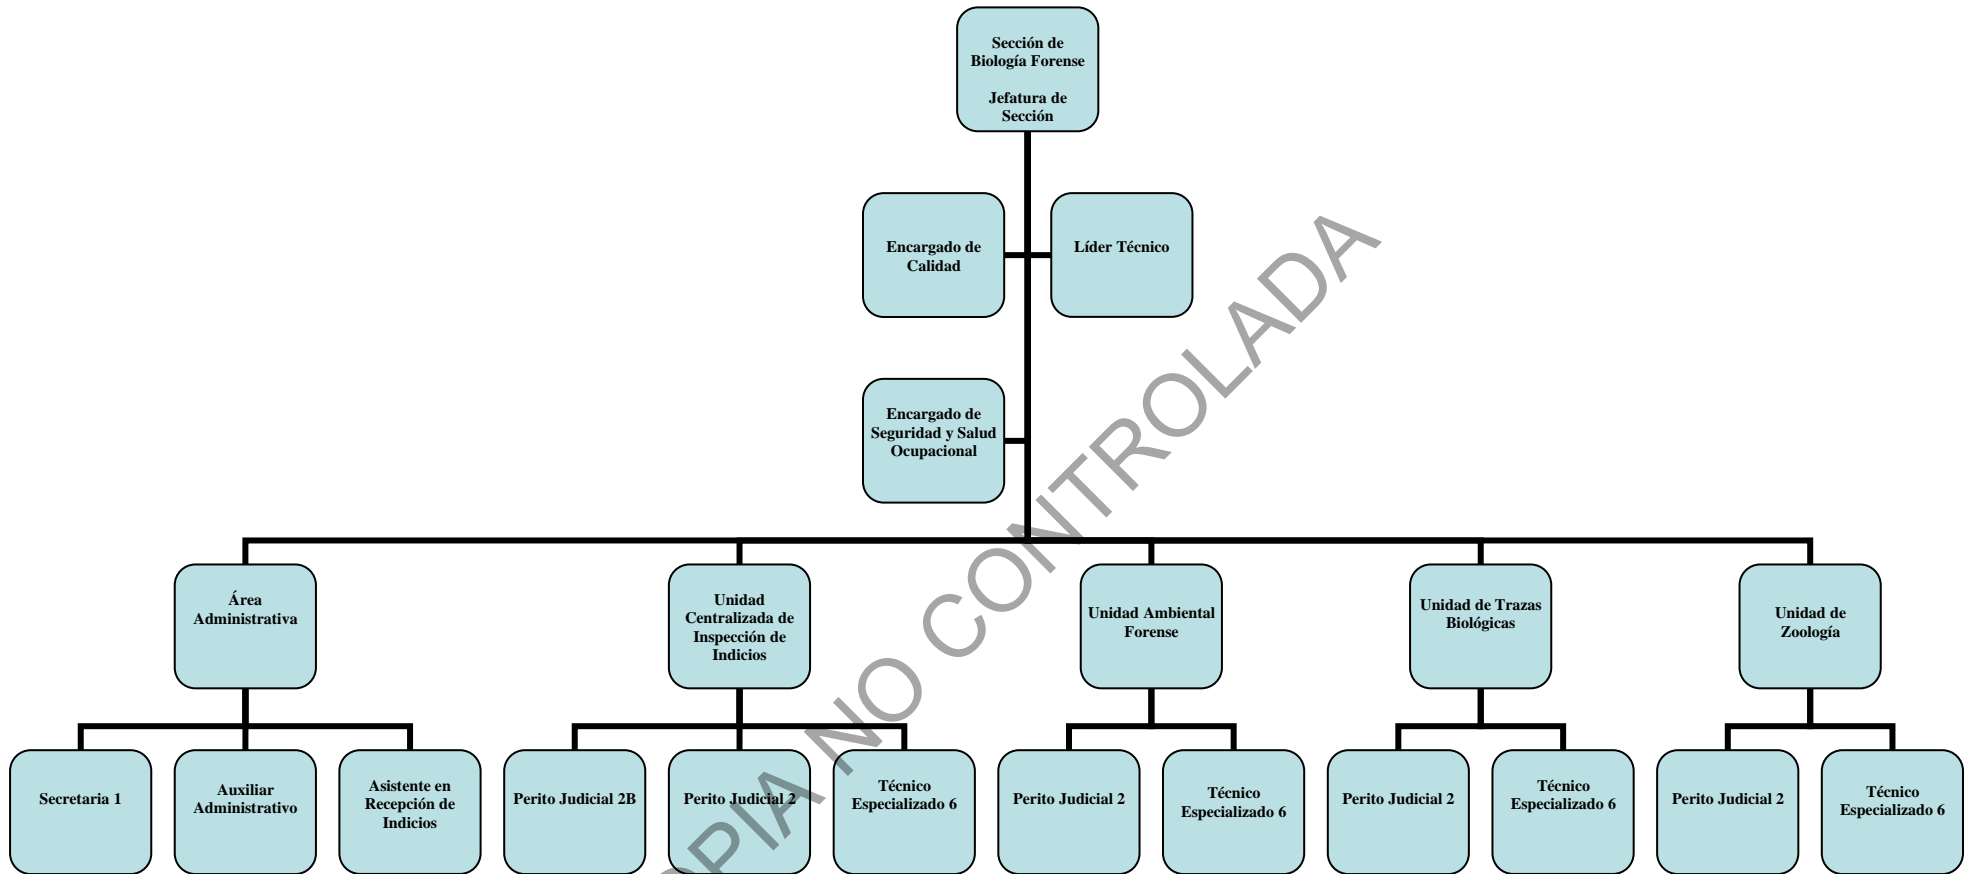 Sección de
Biología Forense
Jefatura de
Sección
Encargado de
Calidad
Líder Técnico
Encargado de
Seguridad y Salud
Ocupacional
Área
Administrativa
Unidad
Centralizada de
Inspección de
Indicios
Unidad Ambiental
Forense
Unidad de Trazas
Biológicas
Unidad de
Zoología
Secretaria 1
Auxiliar
Administrativo
Asistente en
Recepción de
Indicios
Perito Judicial 2B
Perito Judicial 2
Técnico
Especializado 6
Perito Judicial 2
Técnico
Especializado 6
Perito Judicial 2
Técnico
Especializado 6
Perito Judicial 2
Técnico
Especializado 6
PIA NO CONTROLADA